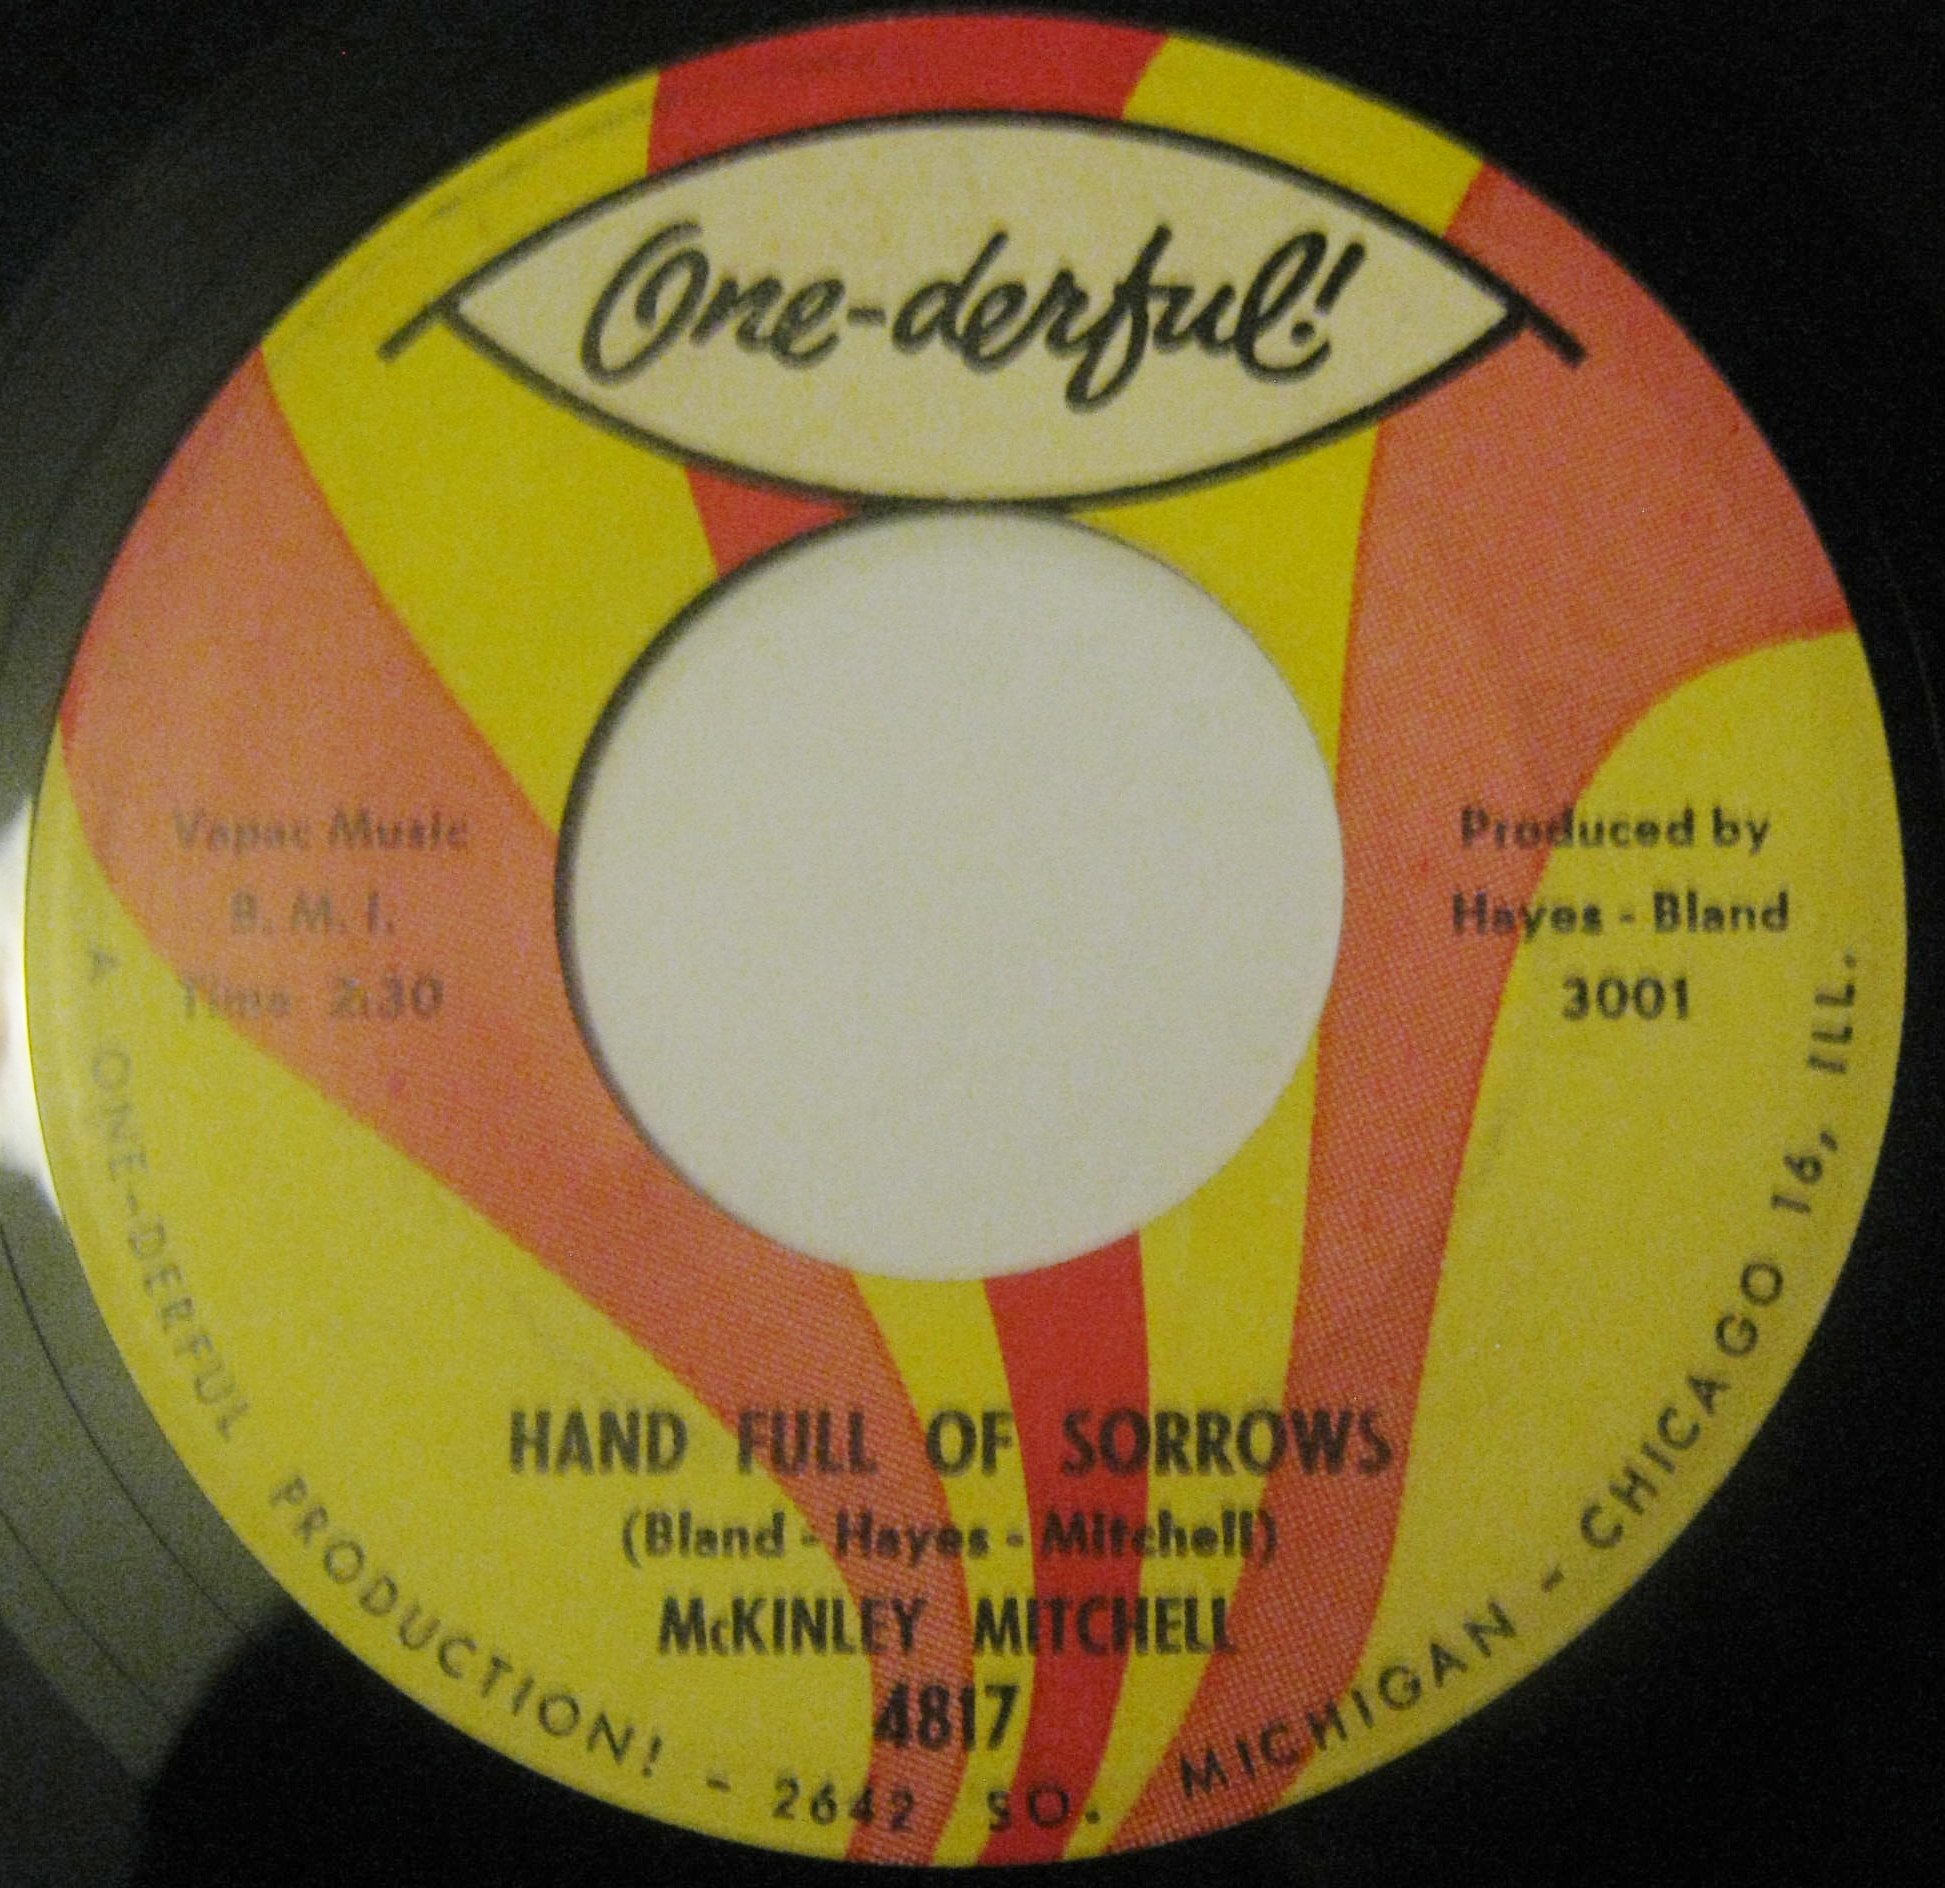 One-derful!
Vapac Music
B. M. I.
Time 2:30
Produced by
Hayes - Bland
3001
HAND FULL OF SORROWS
(Bland - Hayes - Mitchell)
McKINLEY MITCHELL
4817
A ONE-DERFUL PRODUCTION! - 2642 SO. MICHIGAN - CHICAGO 16, ILL.